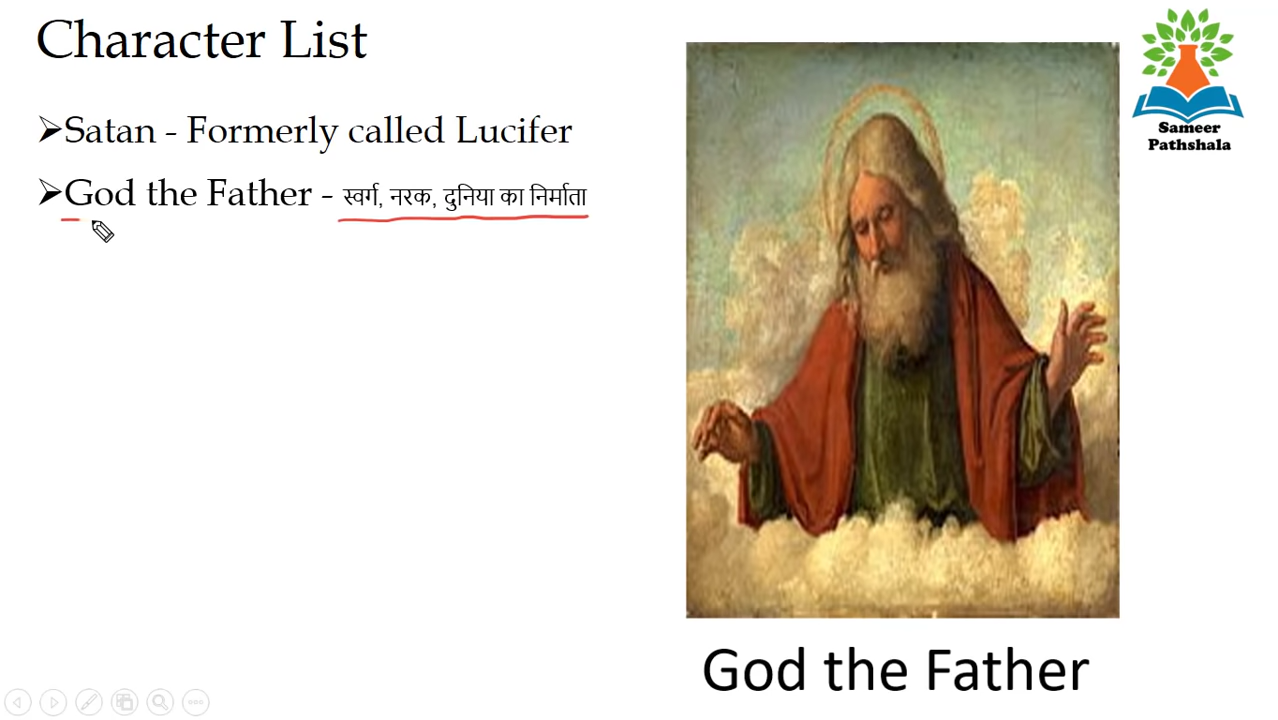 Character List
➢Satan - Formerly called Lucifer
➢God the Father - स्वर्ग, नरक, दुनिया का निर्माता
Sameer
Pathshala
God the Father